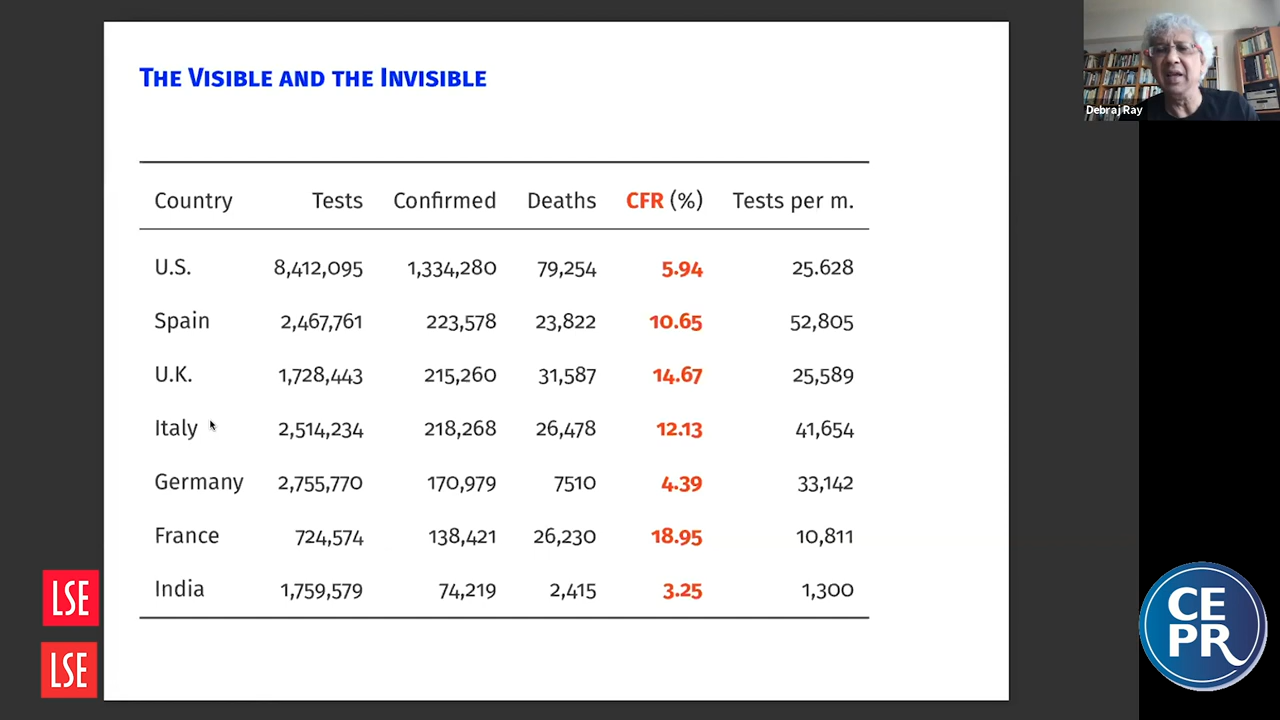 THE VISIBLE AND THE INVISIBLE
Country Tests Confirmed Deaths CFR (%) Tests per m.
U.S. 8,412,095 1,334,280 79,254 5.94 25.628
Spain 2,467,761 223,578 23,822 10.65 52,805
U.K. 1,728,443 215,260 31,587 14.67 25,589
Italy 2,514,234 218,268 26,478 12.13 41,654
Germany 2,755,770 170,979 7510 4.39 33,142
France 724,574 138,421 26,230 18.95 10,811
India 1,759,579 74,219 2,415 3.25 1,300
Debraj Ray
LSE
LSE
CE
PR